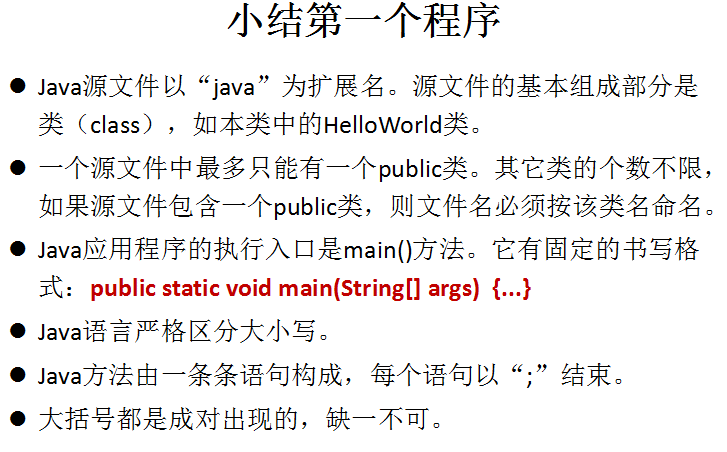 小结第一个程序
● Java源文件以“java”为扩展名。源文件的基本组成部分是
类（class），如本类中的HelloWorld类。
● 一个源文件中最多只能有一个public类。其它类的个数不限，
如果源文件包含一个public类，则文件名必须按该类名命名。
● Java应用程序的执行入口是main()方法。它有固定的书写格
式：public static void main(String[] args) {...}
● Java语言严格区分大小写。
● Java方法由一条条语句构成，每个语句以“;”结束。
● 大括号都是成对出现的，缺一不可。